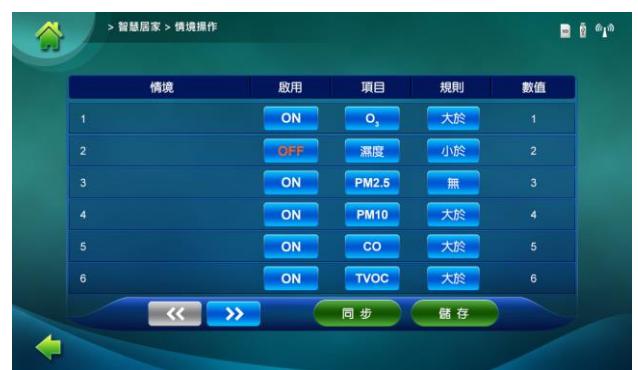 > 智慧居家 > 情境操作
情境 啟用 項目 規則 數值
1 ON O₃ 大於 1
2 OFF 濕度 小於 2
3 ON PM2.5 無 3
4 ON PM10 大於 4
5 ON CO 大於 5
6 ON TVOC 大於 6
<< >> 同步 儲存